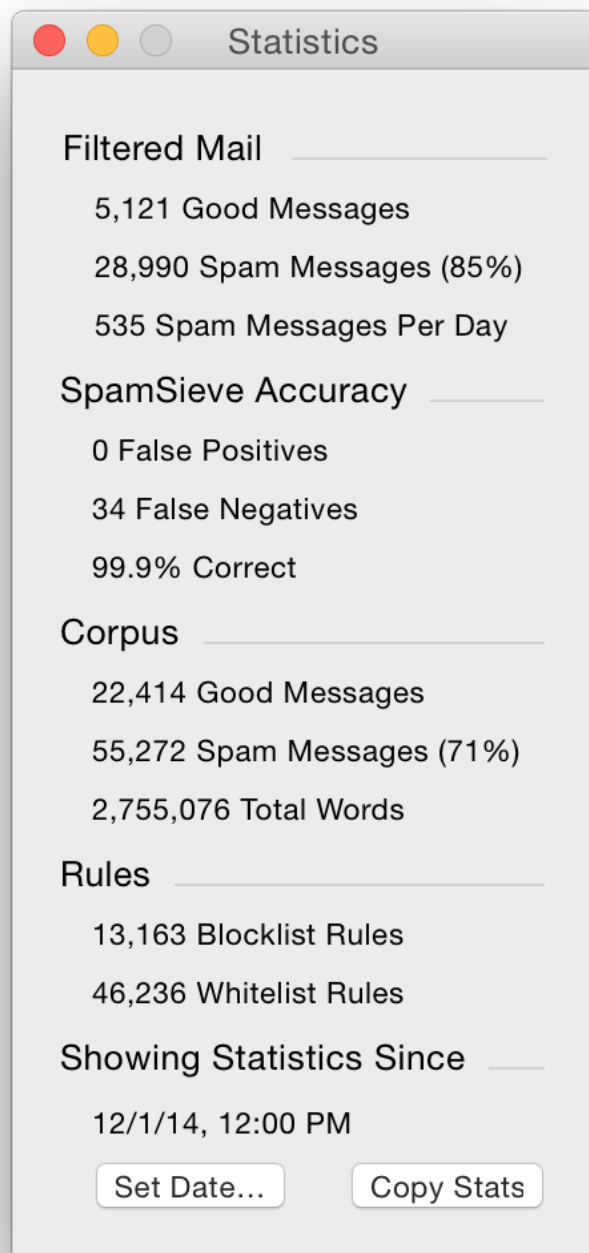 Statistics
Filtered Mail
5,121 Good Messages
28,990 Spam Messages (85%)
535 Spam Messages Per Day
SpamSieve Accuracy
0 False Positives
34 False Negatives
99.9% Correct
Corpus
22,414 Good Messages
55,272 Spam Messages (71%)
2,755,076 Total Words
Rules
13,163 Blocklist Rules
46,236 Whitelist Rules
Showing Statistics Since
12/1/14, 12:00 PM
Set Date... Copy Stats